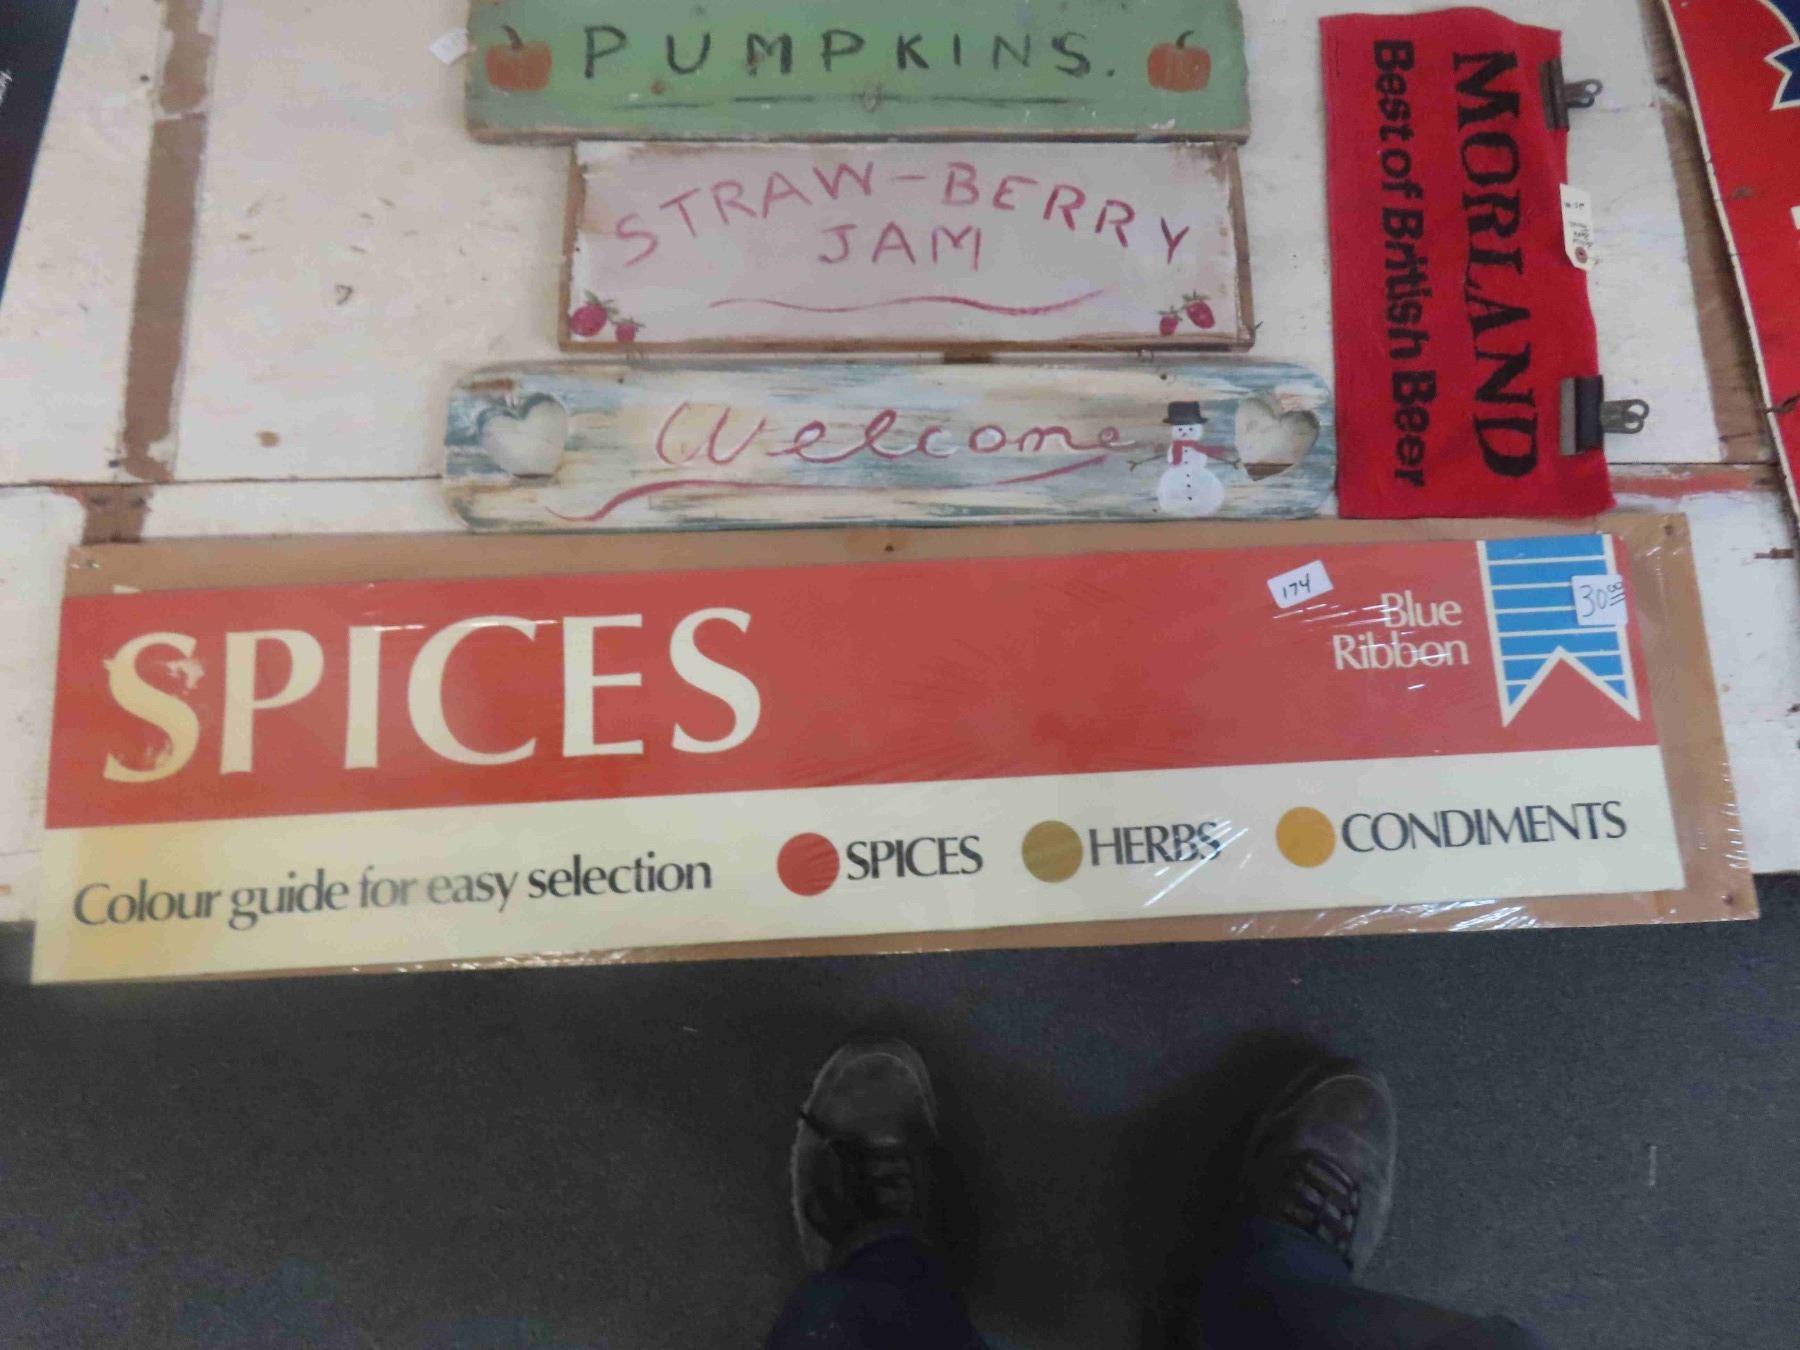 PUMPKINS.
STRAW-BERRY
JAM
Welcome
MORLAND
Best of British Beer
SPICES
174
Blue
Ribbon
30.00
Colour guide for easy selection
SPICES
HERBS
CONDIMENTS